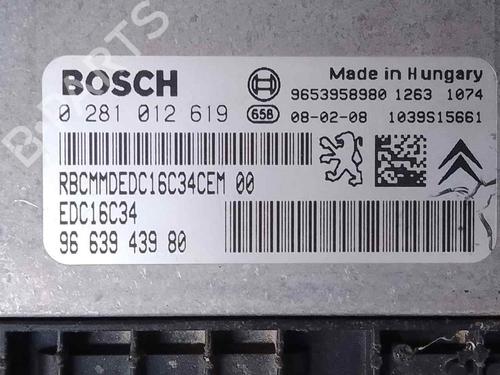 B-PARTS
BOSCH
Made in Hungary
9653958980 1263 1074
0 281 012 619
658
08-02-08 1039S15661
RBCMMDEDC16C34CEM 00
EDC16C34
96 639 439 80